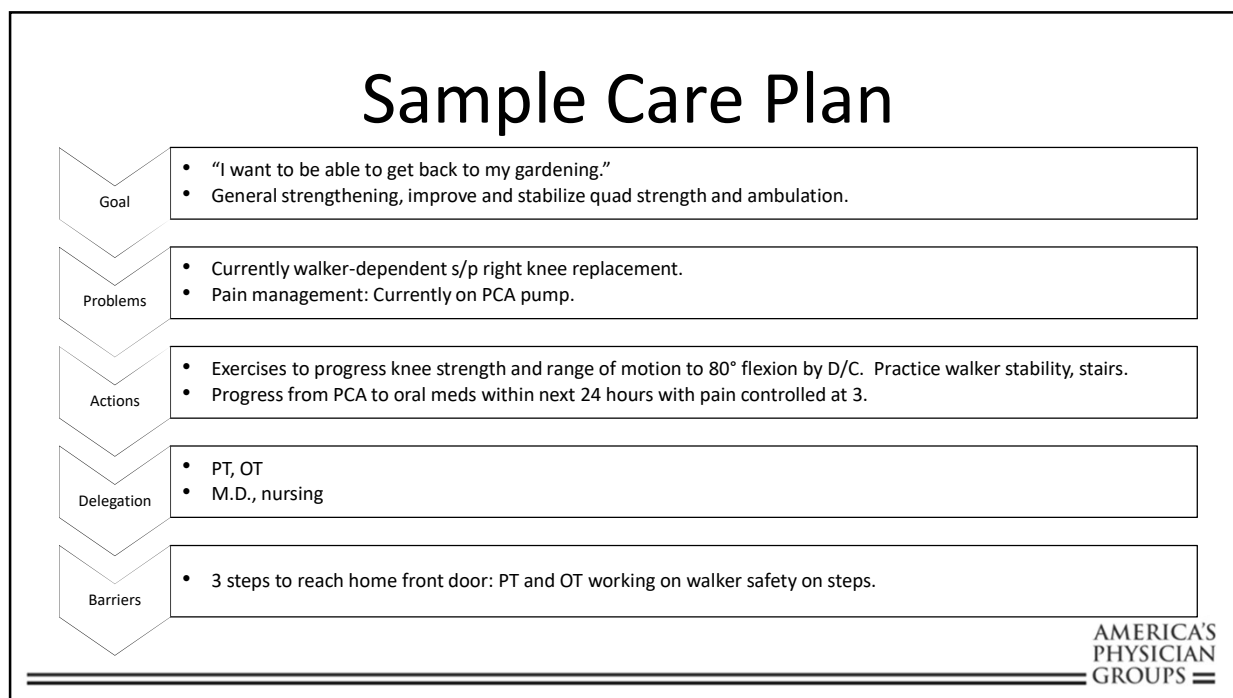 Sample Care Plan
Goal
• “I want to be able to get back to my gardening.”
• General strengthening, improve and stabilize quad strength and ambulation.
Problems
• Currently walker-dependent s/p right knee replacement.
• Pain management: Currently on PCA pump.
Actions
• Exercises to progress knee strength and range of motion to 80° flexion by D/C.  Practice walker stability, stairs.
• Progress from PCA to oral meds within next 24 hours with pain controlled at 3.
Delegation
• PT, OT
• M.D., nursing
Barriers
• 3 steps to reach home front door: PT and OT working on walker safety on steps.
AMERICA'S
PHYSICIAN
GROUPS